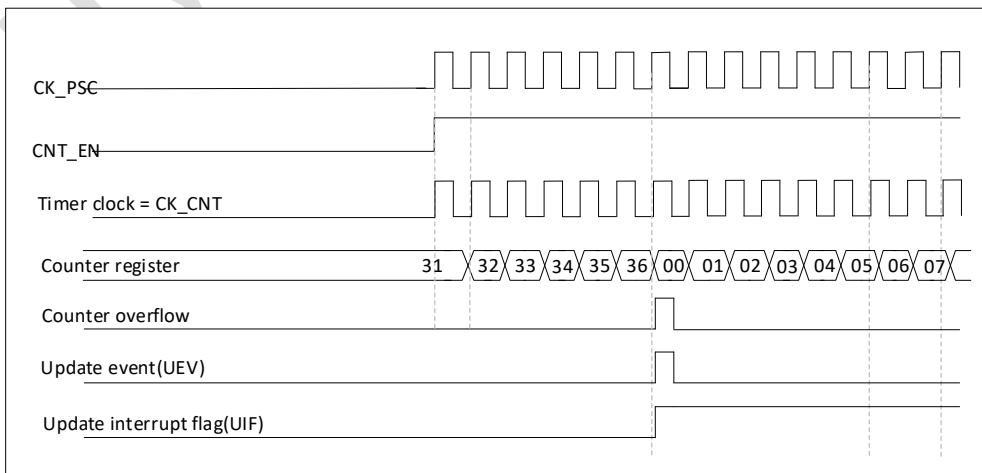 CK_PSC
CNT_EN
Timer clock = CK_CNT
Counter register 31 32 33 34 35 36 00 01 02 03 04 05 06 07
Counter overflow
Update event(UEV)
Update interrupt flag(UIF)